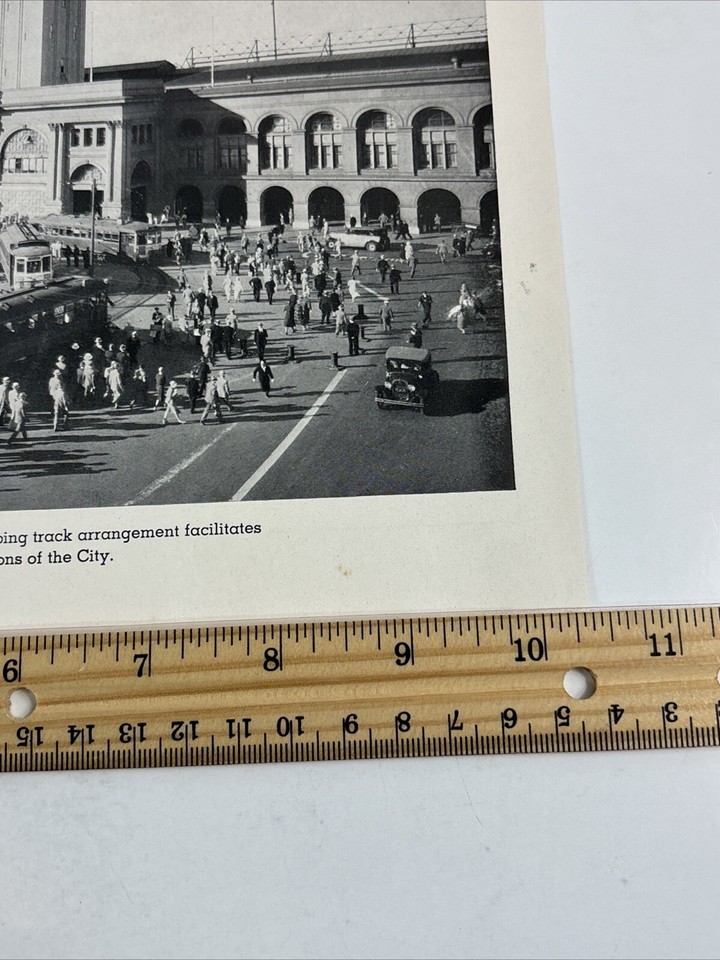 ping track arrangement facilitates
ons of the City.
6 7 8 9 10 11
15 14 13 12 11 10 9 8 7 6 5 4 3